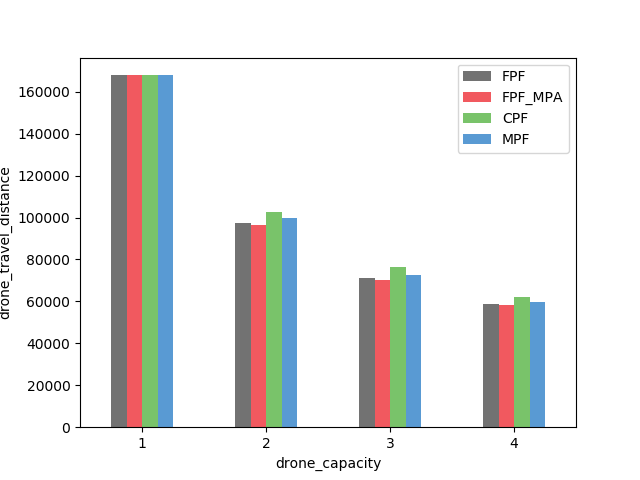 FPF
FPF_MPA
CPF
MPF
160000
140000
120000
100000
80000
60000
40000
20000
0
drone_travel_distance
1 2 3 4
drone_capacity